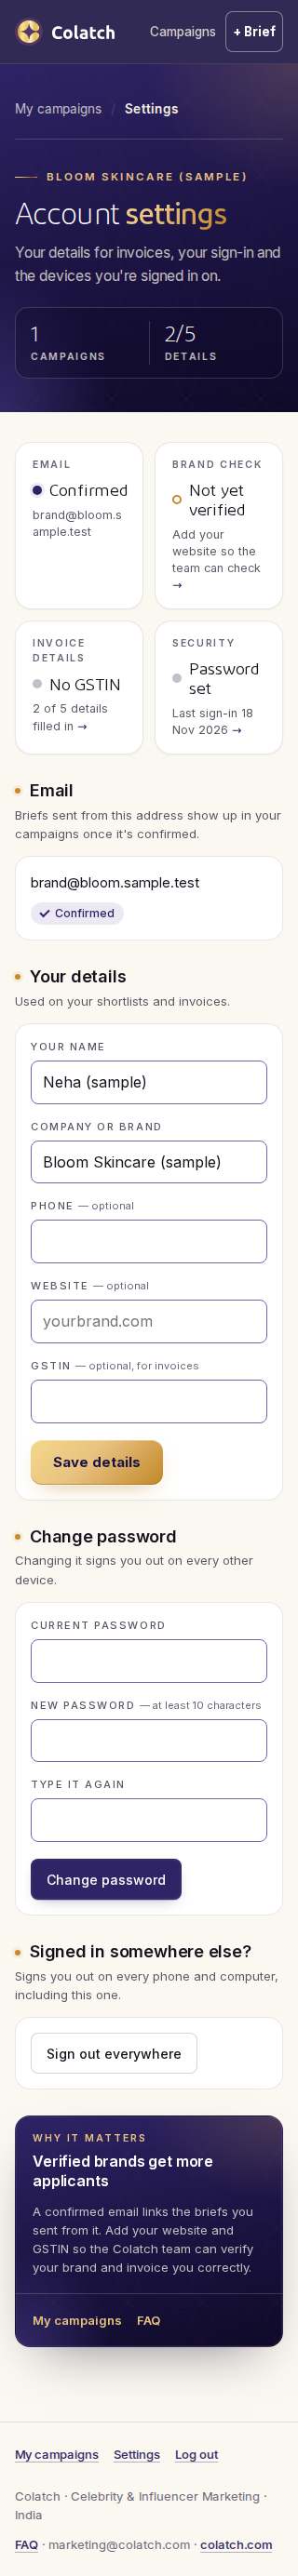 Colatch Campaigns + Brief
My campaigns / Settings
BLOOM SKINCARE (SAMPLE)
Account settings
Your details for invoices, your sign-in and
the devices you're signed in on.
1
CAMPAIGNS
2/5
DETAILS
EMAIL
Confirmed
brand@bloom.s
ample.test
BRAND CHECK
Not yet
verified
Add your
website so the
team can check
→
INVOICE
DETAILS
No GSTIN
2 of 5 details
filled in →
SECURITY
Password
set
Last sign-in 18
Nov 2026 →
Email
Briefs sent from this address show up in your
campaigns once it's confirmed.
brand@bloom.sample.test
✓ Confirmed
Your details
Used on your shortlists and invoices.
YOUR NAME
Neha (sample)
COMPANY OR BRAND
Bloom Skincare (sample)
PHONE — optional
WEBSITE — optional
yourbrand.com
GSTIN — optional, for invoices
Save details
Change password
Changing it signs you out on every other
device.
CURRENT PASSWORD
NEW PASSWORD — at least 10 characters
TYPE IT AGAIN
Change password
Signed in somewhere else?
Signs you out on every phone and computer,
including this one.
Sign out everywhere
WHY IT MATTERS
Verified brands get more
applicants
A confirmed email links the briefs you
sent from it. Add your website and
GSTIN so the Colatch team can verify
your brand and invoice you correctly.
My campaigns FAQ
My campaigns Settings Log out
Colatch · Celebrity & Influencer Marketing ·
India
FAQ · marketing@colatch.com · colatch.com